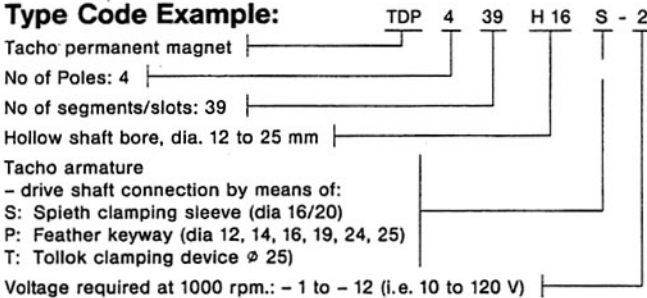 Type Code Example: TDP 4 39 H 16 S - 2
Tacho permanent magnet
No of Poles: 4
No of segments/slots: 39
Hollow shaft bore, dia. 12 to 25 mm
Tacho armature
– drive shaft connection by means of:
S: Spieth clamping sleeve (dia 16/20)
P: Feather keyway (dia 12, 14, 16, 19, 24, 25)
T: Tollok clamping device ⌀ 25)
Voltage required at 1000 rpm.: – 1 to – 12 (i.e. 10 to 120 V)